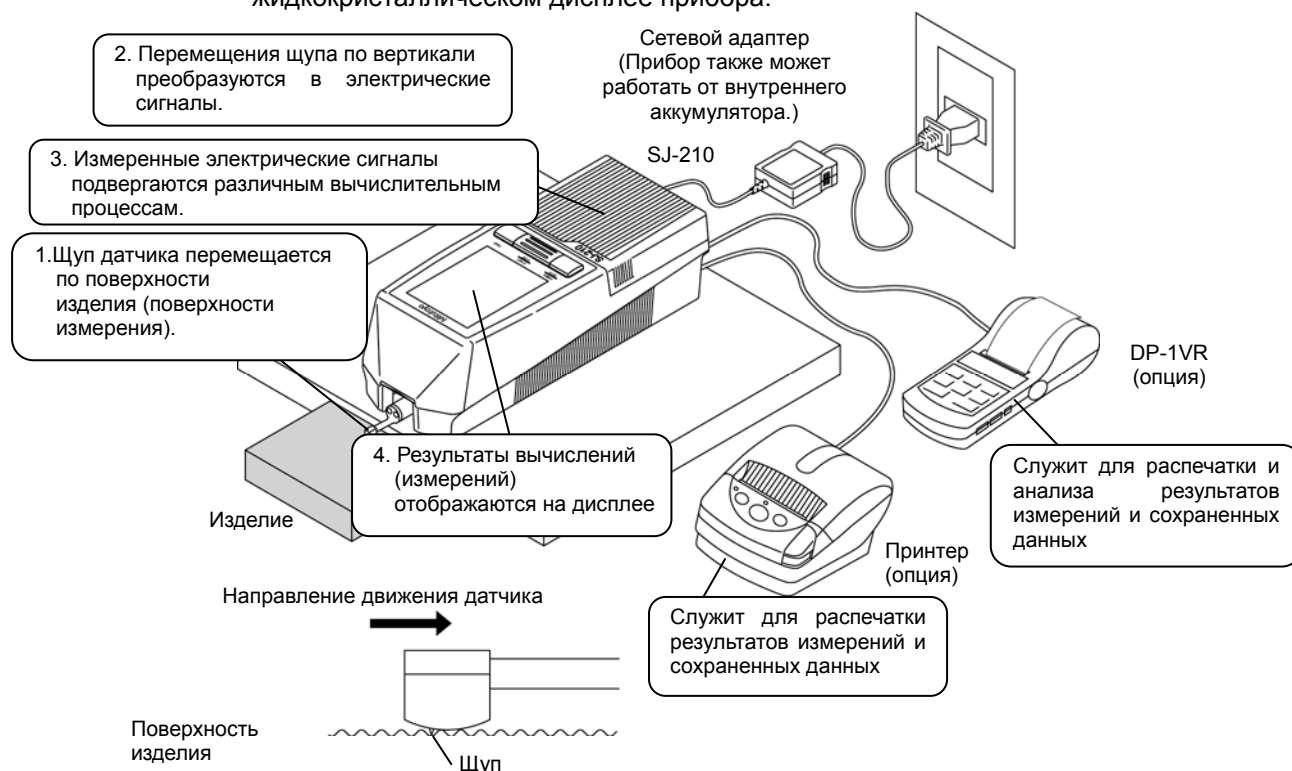 жидкокристаллическом дисплее прибора.
2. Перемещения щупа по вертикали
преобразуются в электрические
сигналы.
Сетевой адаптер
(Прибор также может
работать от внутреннего
аккумулятора.)
SJ-210
3. Измеренные электрические сигналы
подвергаются различным вычислительным
процессам.
1.Щуп датчика перемещается
по поверхности
изделия (поверхности
измерения).
DP-1VR
(опция)
4. Результаты вычислений
(измерений)
отображаются на дисплее
Служит для распечатки и
анализа результатов
измерений и сохраненных
данных
Изделие
Принтер
(опция)
Служит для распечатки
результатов измерений и
сохраненных данных
Направление движения датчика
Поверхность
изделия
Щуп